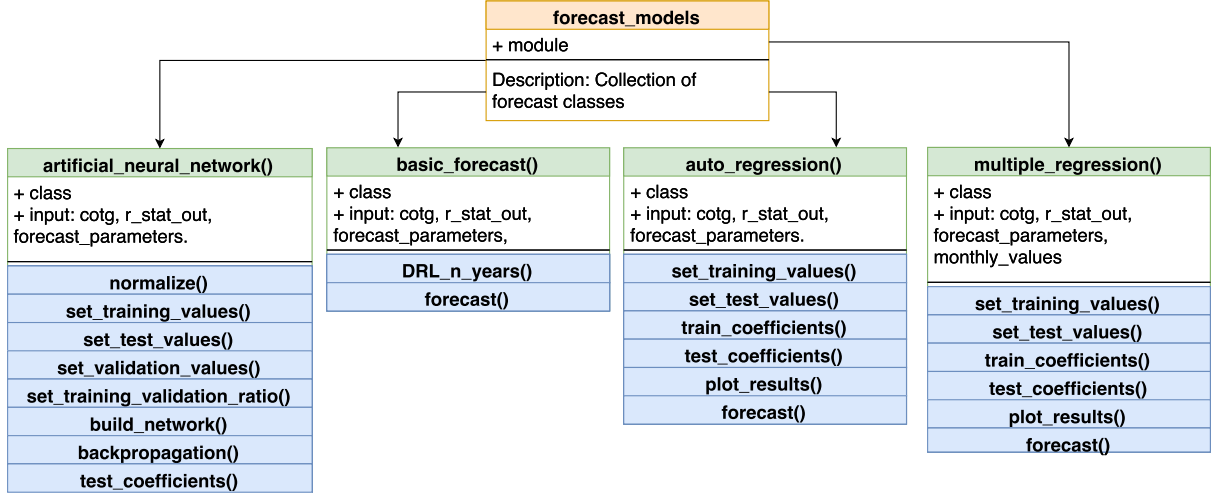 forecast_models
+ module
Description: Collection of
forecast classes
artificial_neural_network()
+ class
+ input: cotg, r_stat_out,
forecast_parameters.
normalize()
set_training_values()
set_test_values()
set_validation_values()
set_training_validation_ratio()
build_network()
backpropagation()
test_coefficients()
basic_forecast()
+ class
+ input: cotg, r_stat_out,
forecast_parameters,
DRL_n_years()
forecast()
auto_regression()
+ class
+ input: cotg, r_stat_out,
forecast_parameters.
set_training_values()
set_test_values()
train_coefficients()
test_coefficients()
plot_results()
forecast()
multiple_regression()
+ class
+ input: cotg, r_stat_out,
forecast_parameters,
monthly_values
set_training_values()
set_test_values()
train_coefficients()
test_coefficients()
plot_results()
forecast()